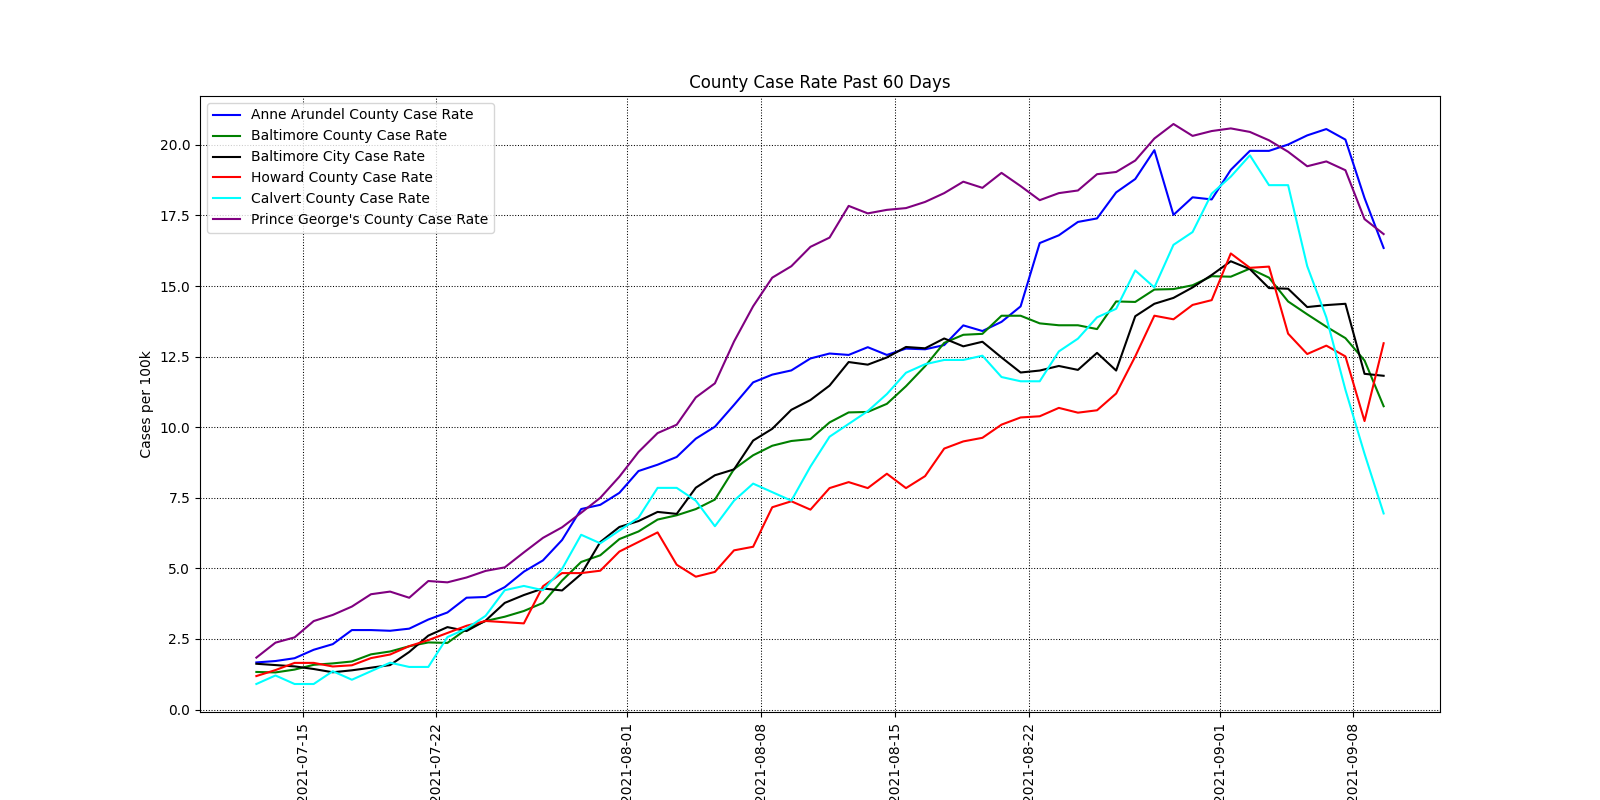 County Case Rate Past 60 Days
Anne Arundel County Case Rate
Baltimore County Case Rate
Baltimore City Case Rate
Howard County Case Rate
Calvert County Case Rate
Prince George's County Case Rate
Cases per 100k
20.0
17.5
15.0
12.5
10.0
7.5
5.0
2.5
0.0
2021-07-15
2021-07-22
2021-08-01
2021-08-08
2021-08-15
2021-08-22
2021-09-01
2021-09-08